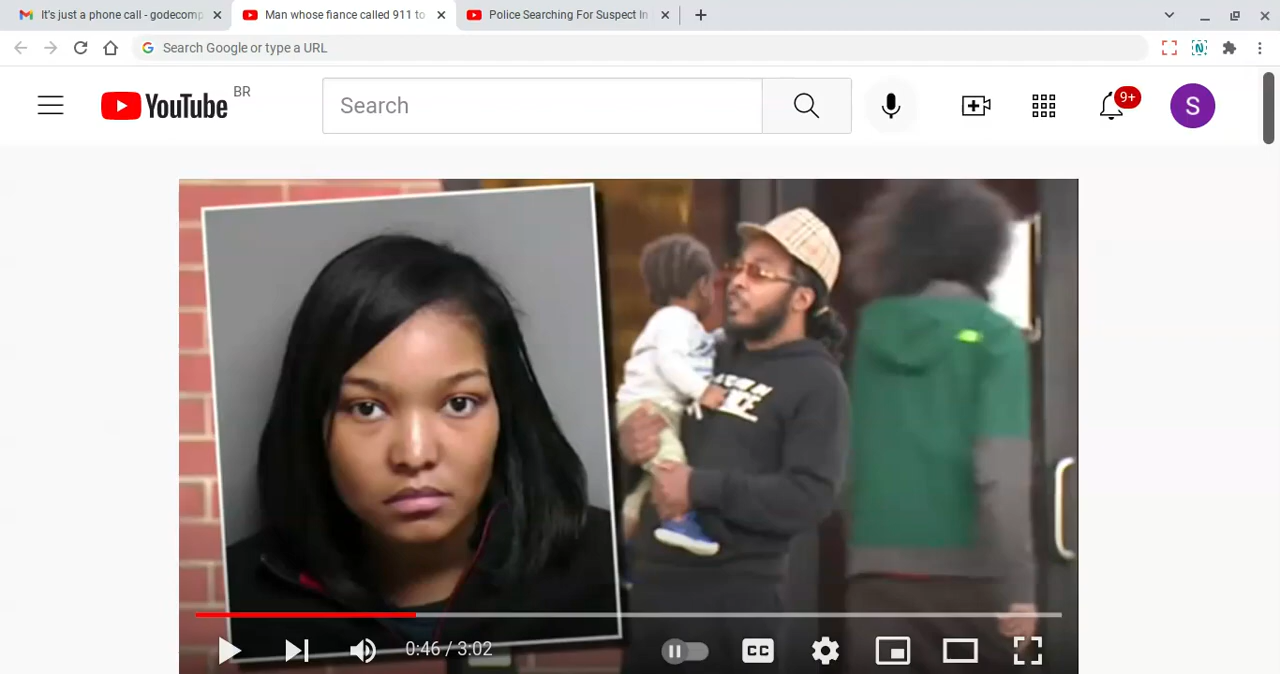 It's just a phone call - godecomp
Man whose fiance called 911 to
Police Searching For Suspect In
Search Google or type a URL
YouTube BR
Search
9+
S
0:46 / 3:02
CC